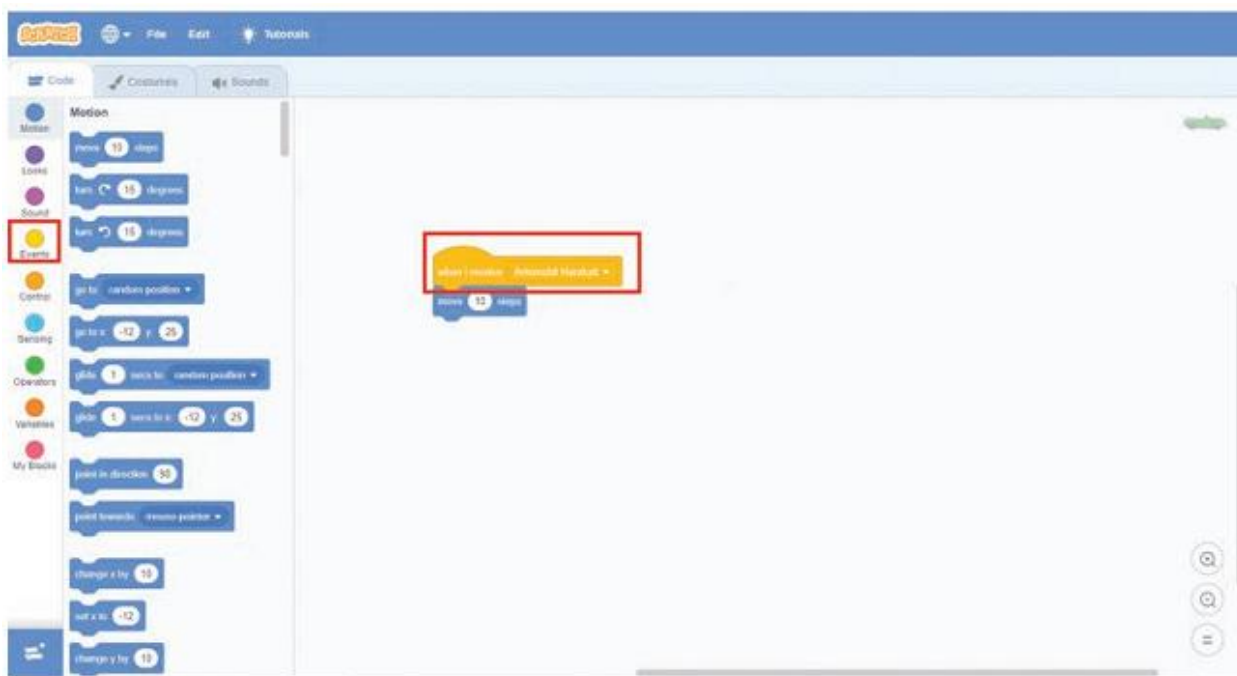 SCRATCH File Edit Tutorials
Code Costumes Sounds
Motion
Looks
Sound
Events
Control
Sensing
Operators
Variables
My Blocks
Motion
move 10 steps
turn 15 degrees
turn 15 degrees
go to random position
go to x: -12 y: 25
glide 1 secs to random position
glide 1 secs to x: -12 y: 25
point in direction 90
point towards mouse-pointer
change x by 10
set x to -12
change y by 10
when I receive
move 10 steps